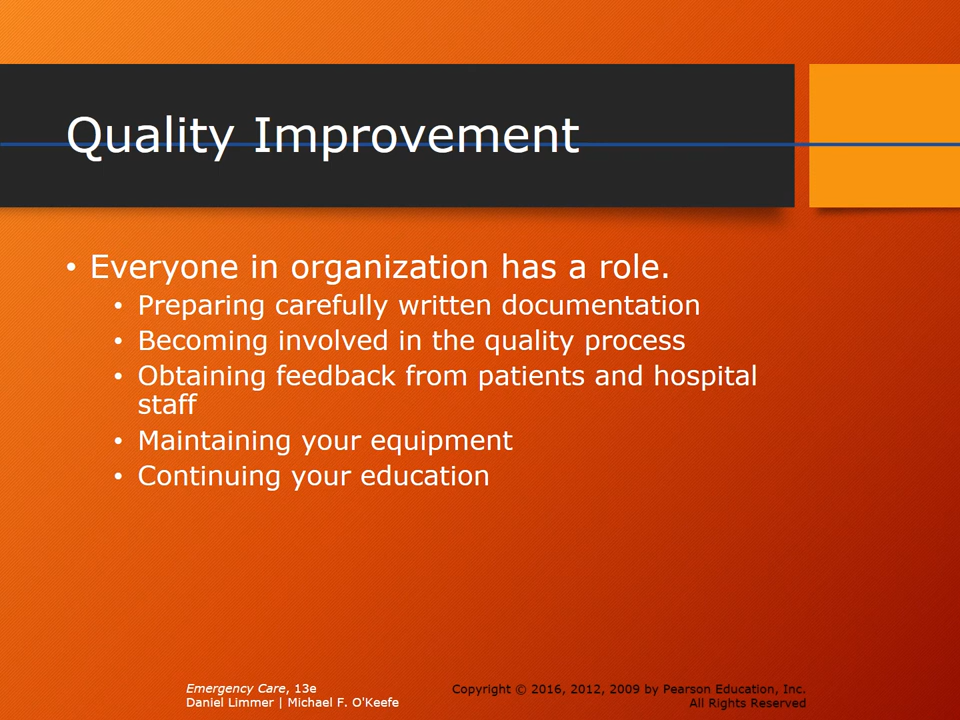 Quality Improvement
• Everyone in organization has a role.
• Preparing carefully written documentation
• Becoming involved in the quality process
• Obtaining feedback from patients and hospital
staff
• Maintaining your equipment
• Continuing your education
Emergency Care, 13e
Daniel Limmer | Michael F. O'Keefe
Copyright © 2016, 2012, 2009 by Pearson Education, Inc.
All Rights Reserved